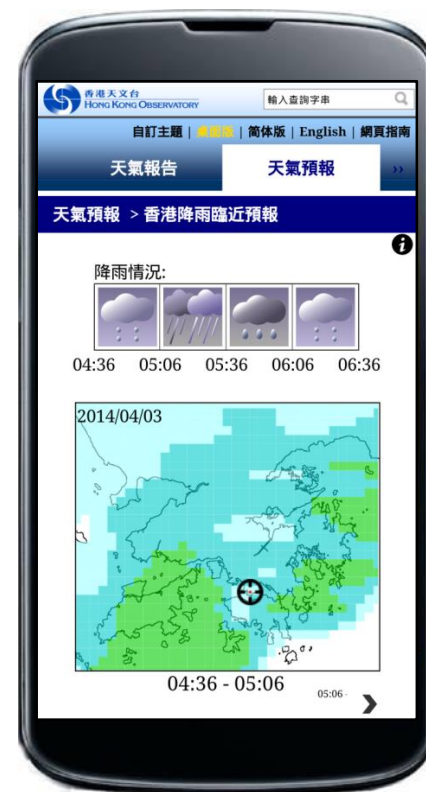 香港天文台
HONG KONG OBSERVATORY
輸入查詢字串
自訂主題 | 桌面版 | 简体版 | English | 網頁指南
天氣報告
天氣預報
››
天氣預報 > 香港降雨臨近預報
i
降雨情況:
04:36 05:06 05:36 06:06 06:36
2014/04/03
04:36 - 05:06
05:06 -